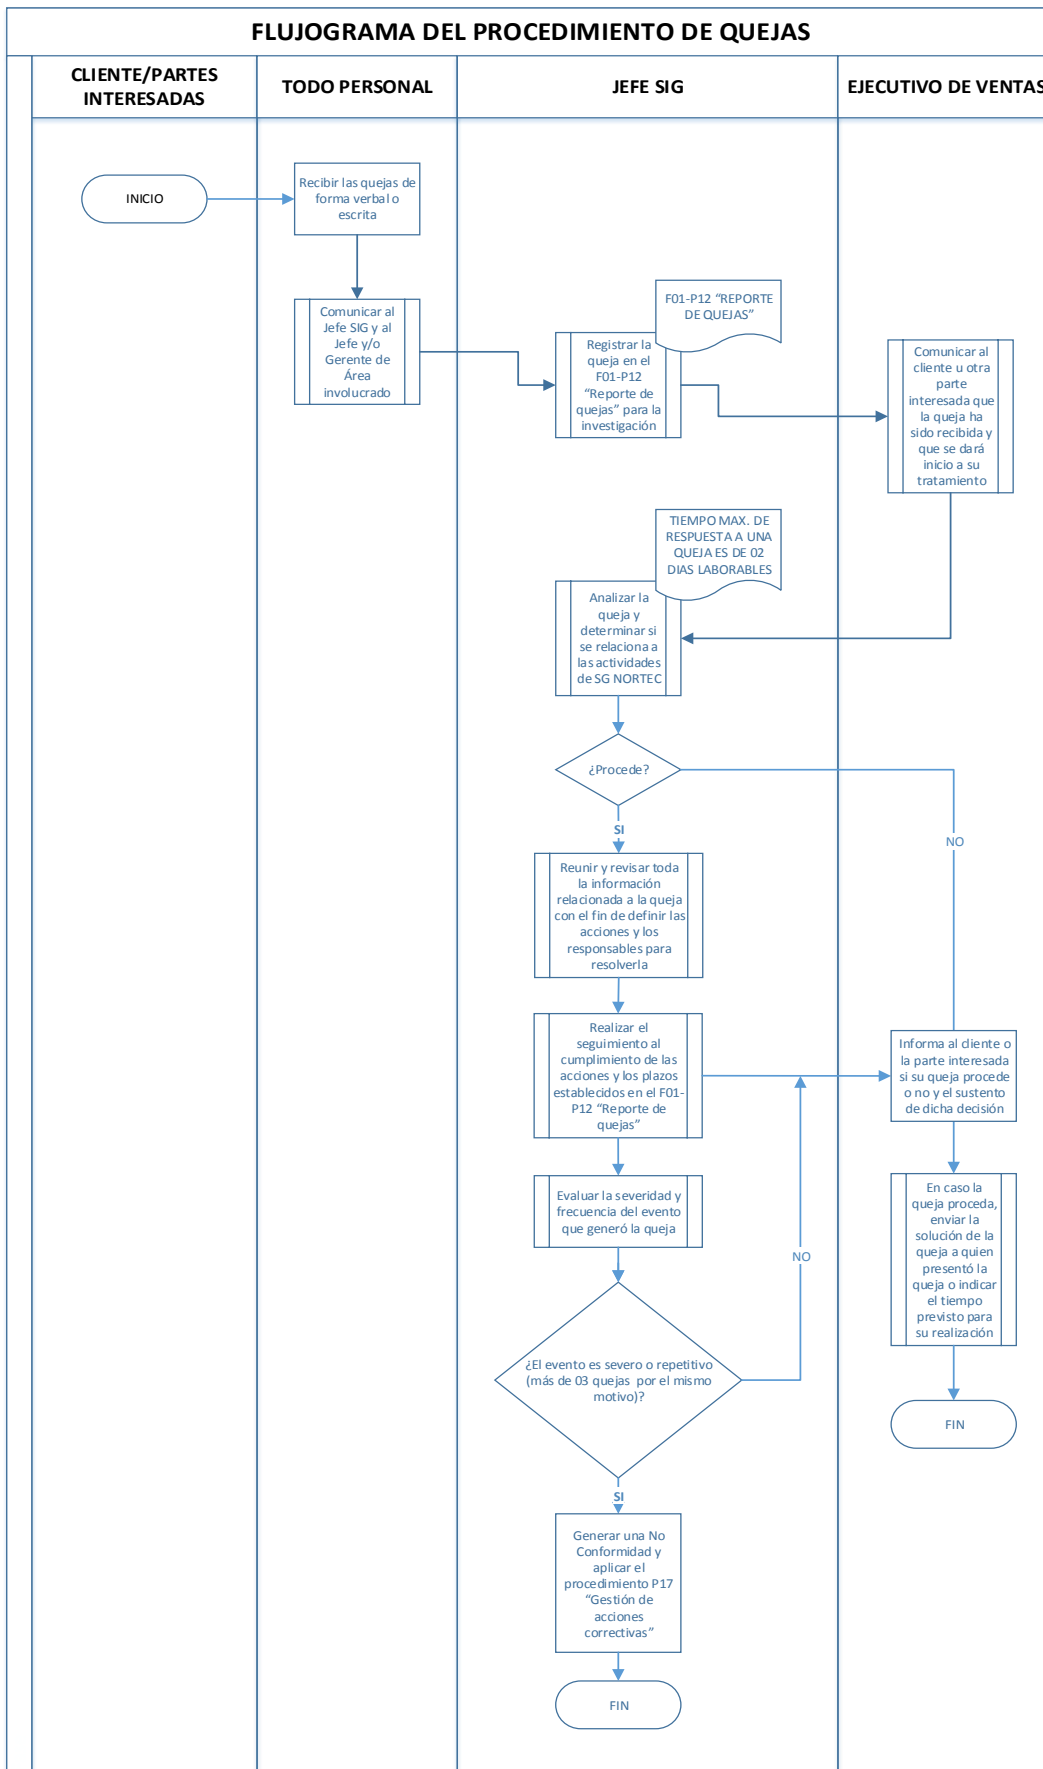 FLUJOGRAMA DEL PROCEDIMIENTO DE QUEJAS
CLIENTE/PARTES
INTERESADAS
TODO PERSONAL
JEFE SIG
EJECUTIVO DE VENTAS
INICIO
Recibir las quejas de
forma verbal o
escrita
Comunicar al
Jefe SIG y al
Jefe y/o
Gerente de
Área
involucrado
F01-P12 “REPORTE
DE QUEJAS”
Registrar la
queja en el
F01-P12
“Reporte de
quejas” para la
investigación
Comunicar al
cliente u otra
parte
interesada que
la queja ha
sido recibida y
que se dará
inicio a su
tratamiento
TIEMPO MAX. DE
RESPUESTA A UNA
QUEJA ES DE 02
DIAS LABORABLES
Analizar la
queja y
determinar si
se relaciona a
las actividades
de SG NORTEC
¿Procede?
SI
NO
Reunir y revisar toda
la información
relacionada a la queja
con el fin de definir las
acciones y los
responsables para
resolverla
Realizar el
seguimiento al
cumplimiento de las
acciones y los plazos
establecidos en el F01-
P12 “Reporte de
quejas”
Informa al cliente o
la parte interesada
si su queja procede
o no y el sustento
de dicha decisión
Evaluar la severidad y
frecuencia del evento
que generó la queja
En caso la
queja proceda,
enviar la
solución de la
queja a quien
presentó la
queja o indicar
el tiempo
previsto para
su realización
NO
¿El evento es severo o repetitivo
(más de 03 quejas por el mismo
motivo)?
FIN
SI
Generar una No
Conformidad y
aplicar el
procedimiento P17
“Gestión de
acciones
correctivas”
FIN